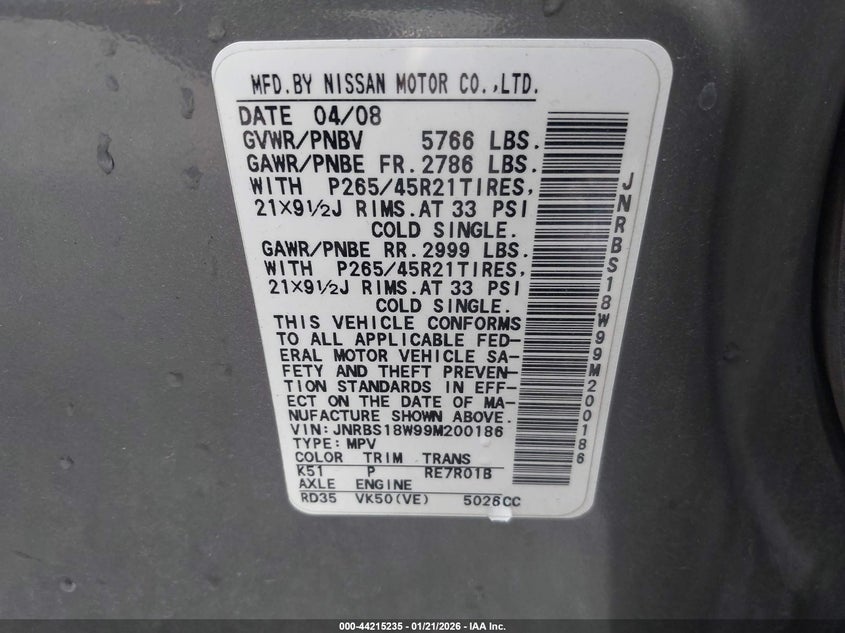 MFD.BY NISSAN MOTOR CO.,LTD.
DATE 04/08
GVWR/PNBV 5766 LBS.
GAWR/PNBE FR.2786 LBS.
WITH P265/45R21TIRES,
21×9½J RIMS.AT 33 PSI
COLD SINGLE.
GAWR/PNBE RR.2999 LBS.
WITH P265/45R21TIRES,
21×9½J RIMS.AT 33 PSI
COLD SINGLE.
THIS VEHICLE CONFORMS
TO ALL APPLICABLE FED-
ERAL MOTOR VEHICLE SA-
FETY AND THEFT PREVEN-
TION STANDARDS IN EFF-
ECT ON THE DATE OF MA-
NUFACTURE SHOWN ABOVE.
VIN:JNRBS18W99M200186
TYPE:MPV
COLOR TRIM TRANS
K51 P RE7R01B
AXLE ENGINE
RD35 VK50(VE) 5026CC
JNRBS18W99M200186
000-44215235 - 01/21/2026 - IAA Inc.